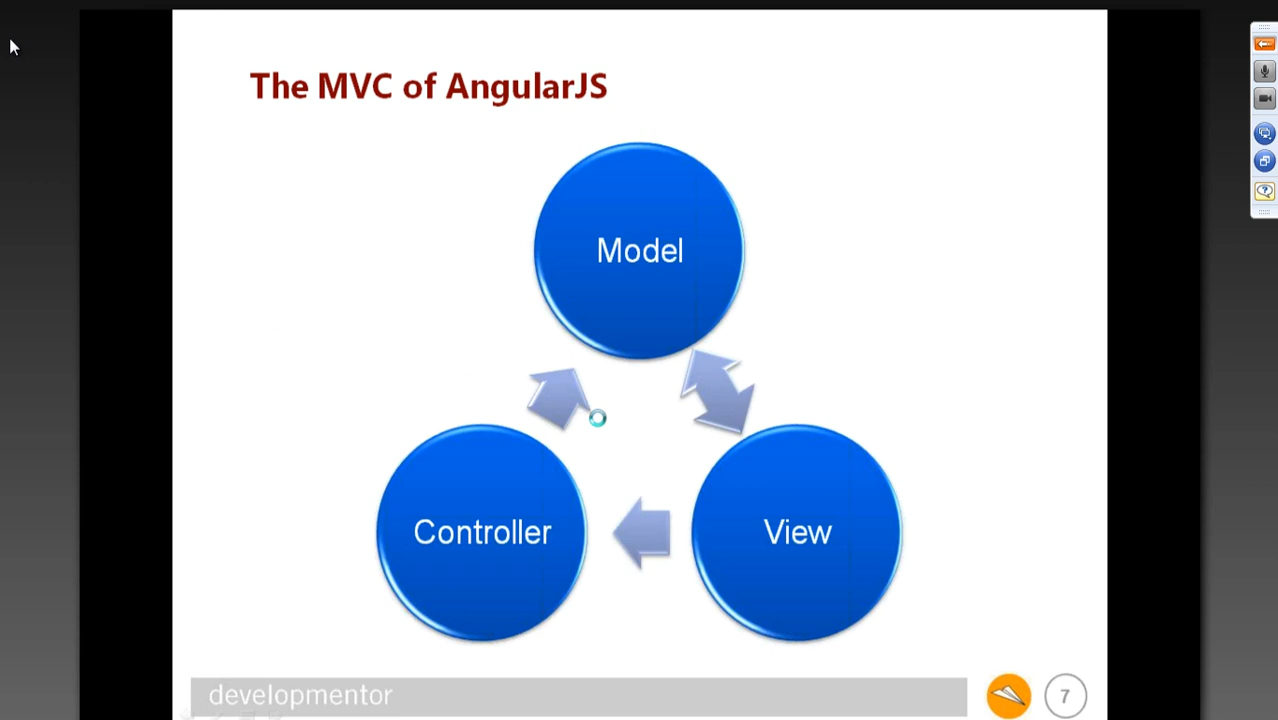 The MVC of AngularJS
Model
Controller
View
developmentor
7